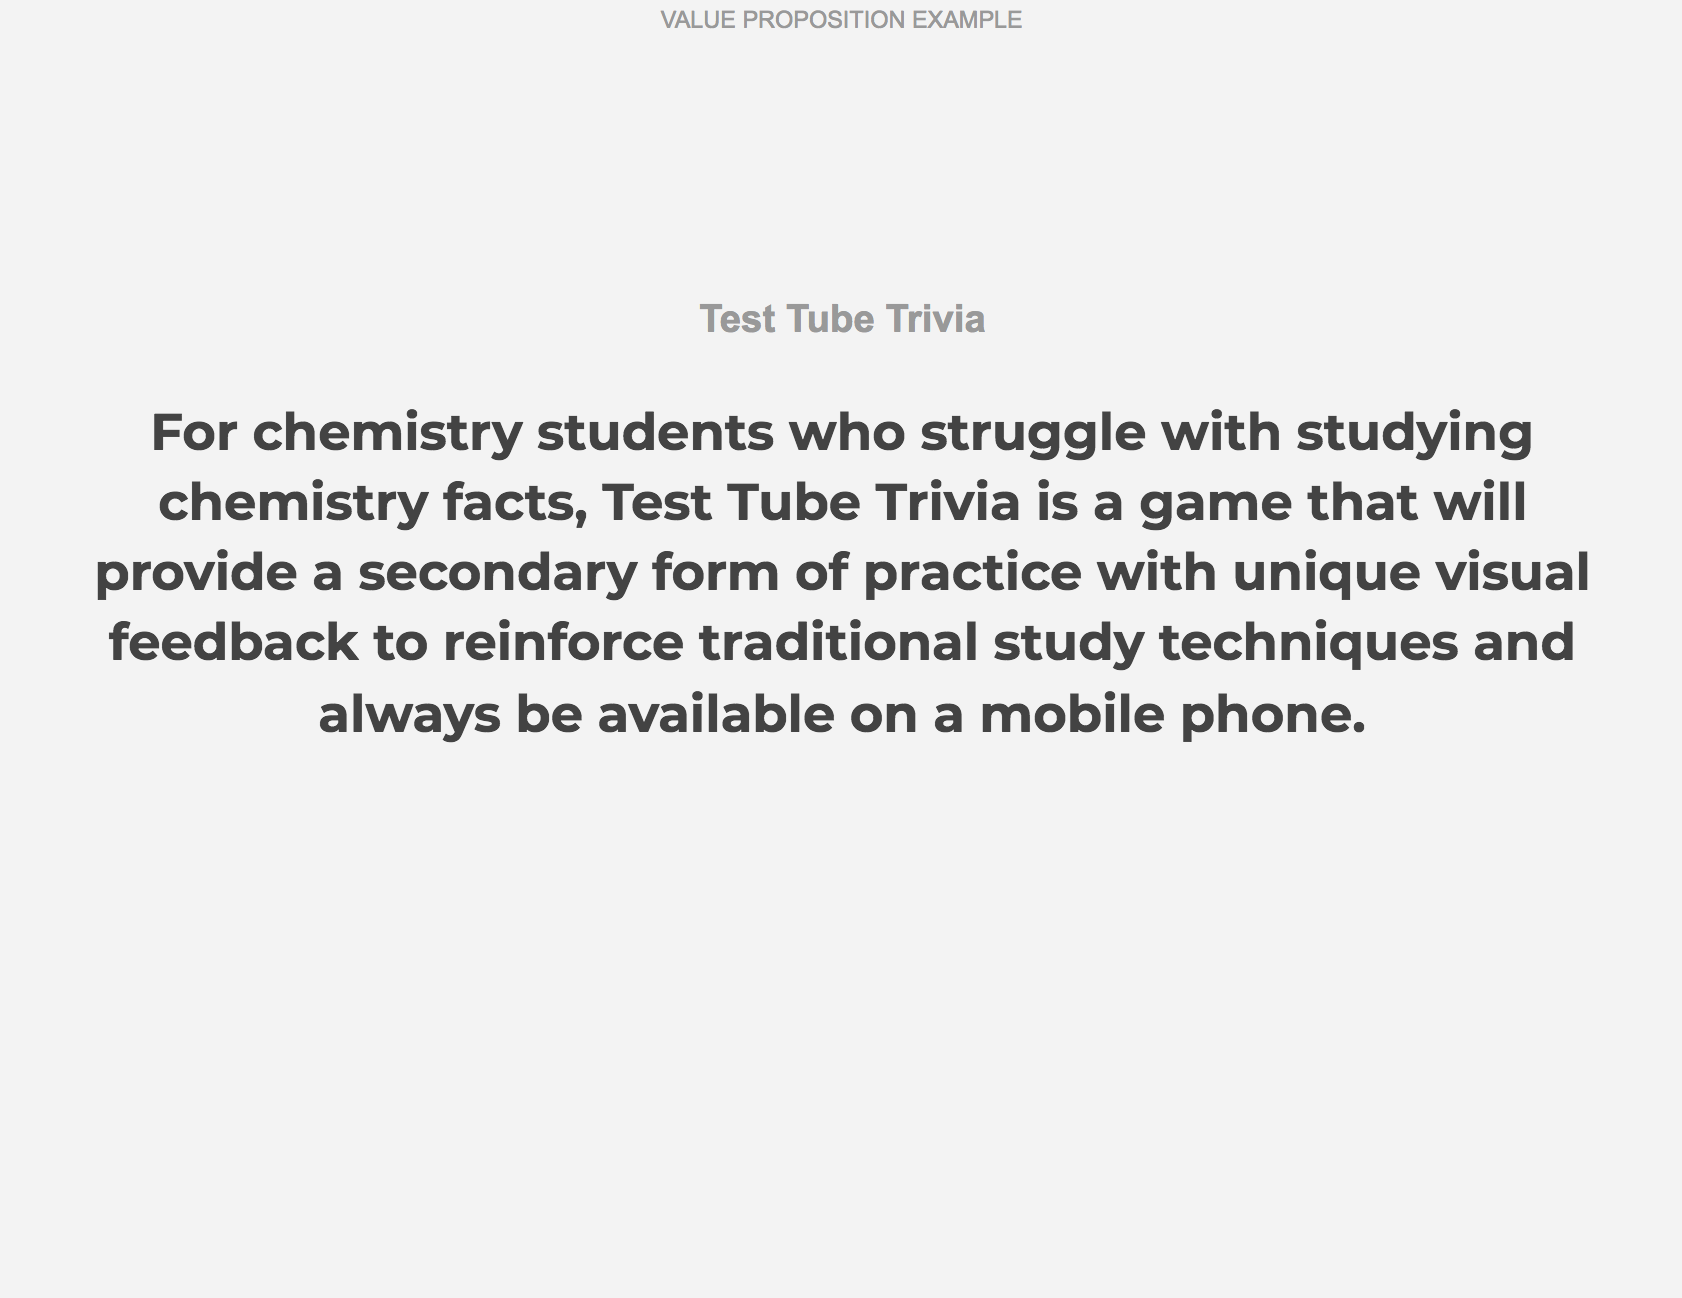 VALUE PROPOSITION EXAMPLE
Test Tube Trivia
For chemistry students who struggle with studying
chemistry facts, Test Tube Trivia is a game that will
provide a secondary form of practice with unique visual
feedback to reinforce traditional study techniques and
always be available on a mobile phone.